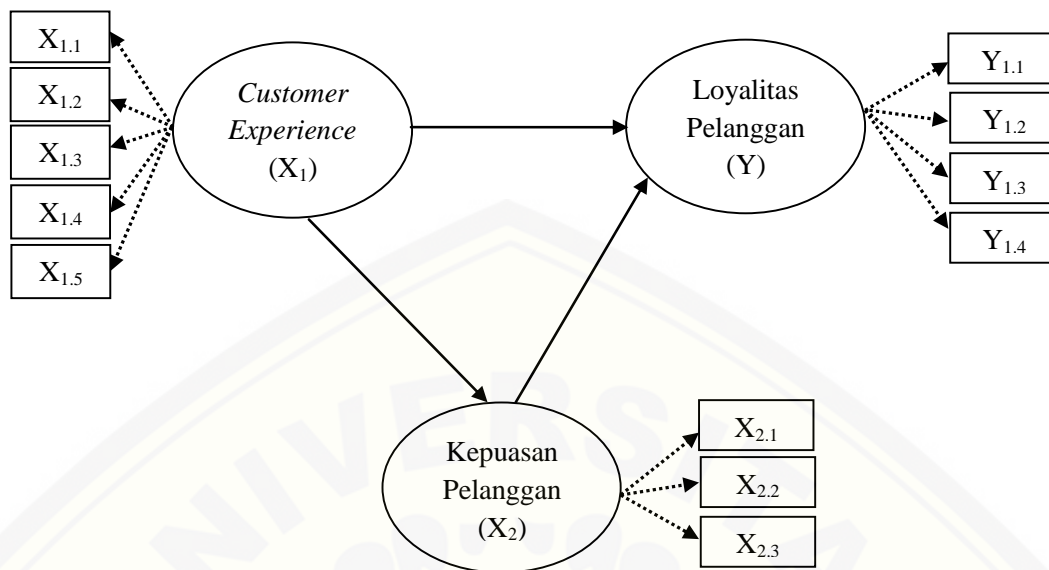 X1.1
X1.2
X1.3
X1.4
X1.5
Customer
Experience
(X1)
Loyalitas
Pelanggan
(Y)
Y1.1
Y1.2
Y1.3
Y1.4
Kepuasan
Pelanggan
(X2)
X2.1
X2.2
X2.3
NIVERSITA